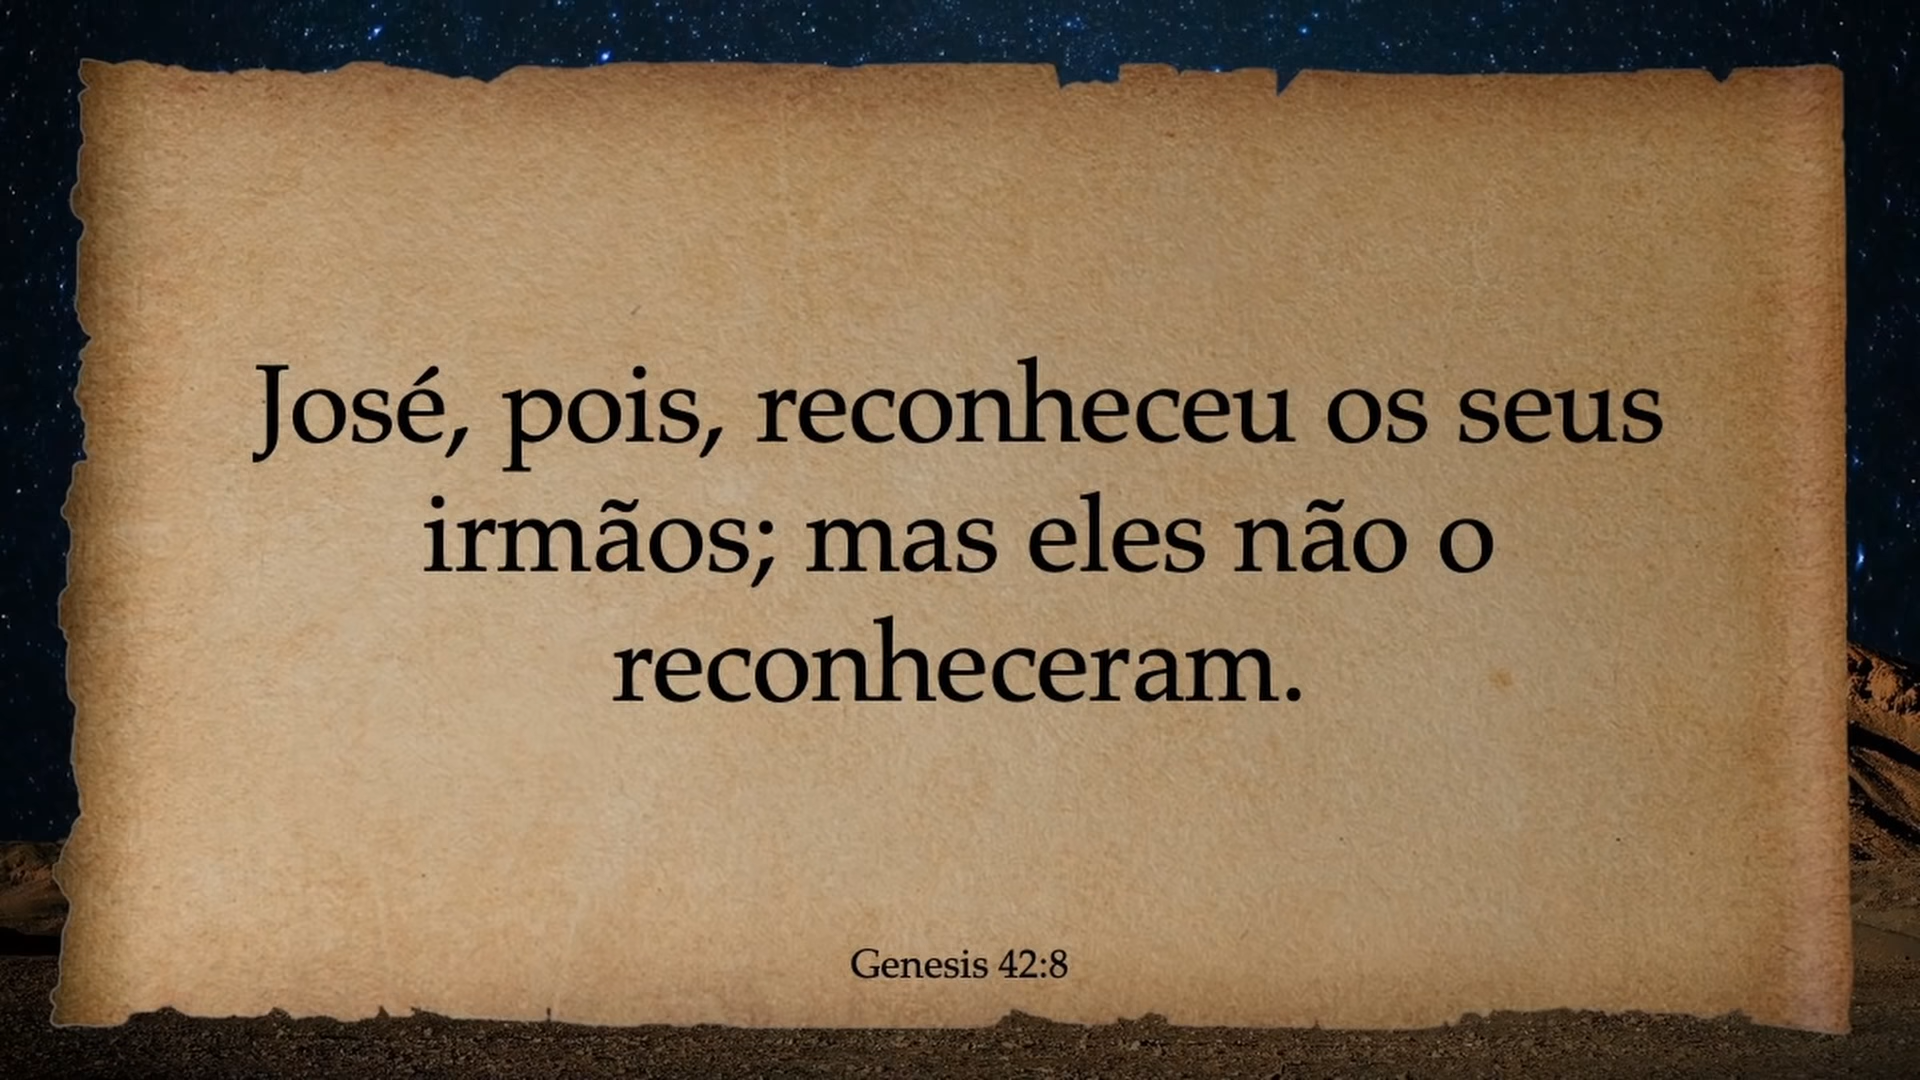 José, pois, reconheceu os seus
irmãos; mas eles não o
reconheceram.
Genesis 42:8